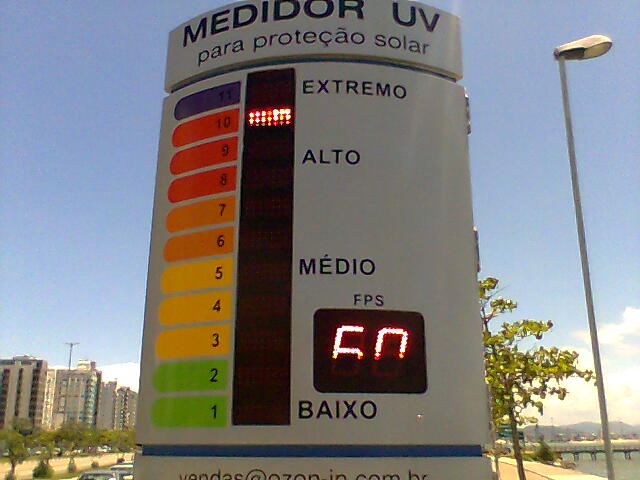 MEDIDOR UV
para proteção solar
11 EXTREMO
10
9 ALTO
8
7
6
5 MÉDIO
4 FPS
3 60
2
1 BAIXO
vendas@ozon-in.com.br